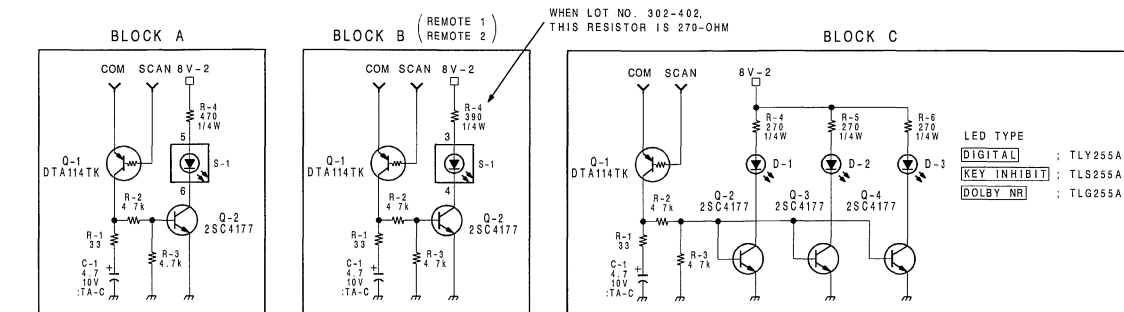 WHEN LOT NO. 302-402,
THIS RESISTOR IS 270-OHM
BLOCK A
COM SCAN 8V-2
R-4
470
1/4W
5
S-1
6
Q-1
DTA114TK
R-2
4 7k
Q-2
2SC4177
R-1
33
R-3
4.7k
C-1
4.7
10V
:TA-C
+
BLOCK B (REMOTE 1
REMOTE 2)
COM SCAN 8V-2
R-4
390
1/4W
3
S-1
4
Q-1
DTA114TK
R-2
4 7k
Q-2
2SC4177
R-1
33
R-3
4 7k
C-1
4.7
10V
:TA-C
+
BLOCK C
COM SCAN 8V-2
R-4
270
1/4W
R-5
270
1/4W
R-6
270
1/4W
D-1
D-2
D-3
Q-1
DTA114TK
R-2
4 7k
Q-2
2SC4177
Q-3
2SC4177
Q-4
2SC4177
R-1
33
R-3
4 7k
C-1
4.7
10V
:TA-C
+
LED TYPE
DIGITAL ; TLY255A
KEY INHIBIT ; TLS255A
DOLBY NR ; TLG255A